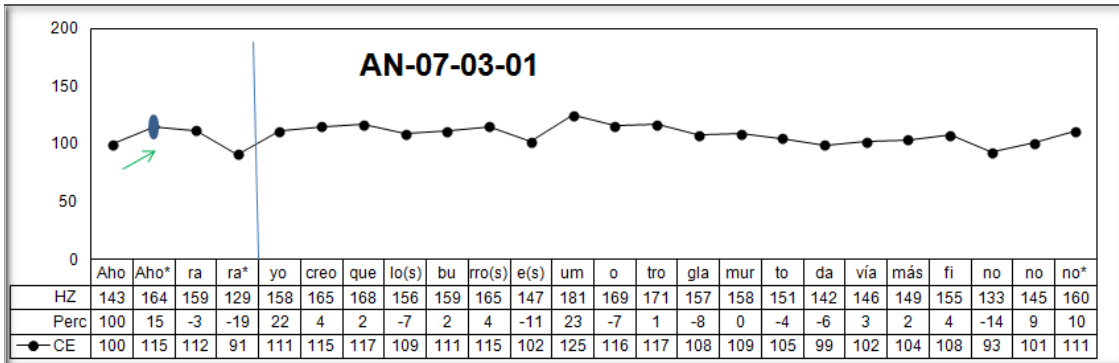 200
AN-07-03-01
150
100
50
0
Aho Aho* ra ra* yo creo que lo(s) bu rro(s) e(s) um o tro gla mur to da vía más fi no no no*
HZ 143 164 159 129 158 165 168 156 159 165 147 181 169 171 157 158 151 142 146 149 155 133 145 160
Perc 100 15 -3 -19 22 4 2 -7 2 4 -11 23 -7 1 -8 0 -4 -6 3 2 4 -14 9 10
CE 100 115 112 91 111 115 117 109 111 115 102 125 116 117 108 109 105 99 102 104 108 93 101 111